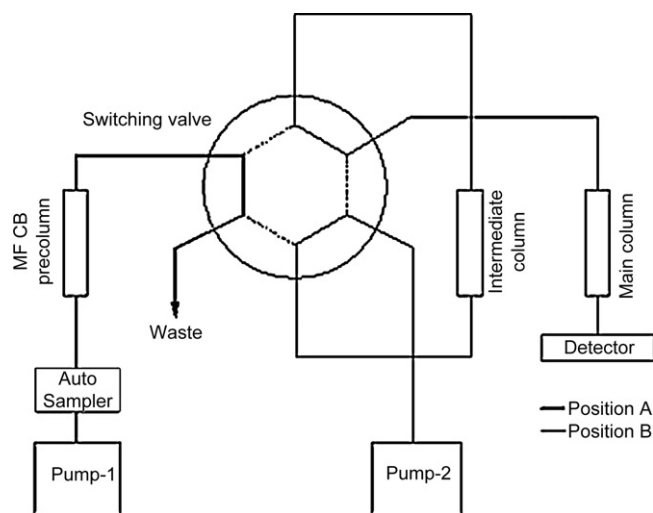 Switching valve
MF CB
precolumn
Waste
Intermediate
column
Main column
Auto
Sampler
Detector
Position A
Position B
Pump-1
Pump-2